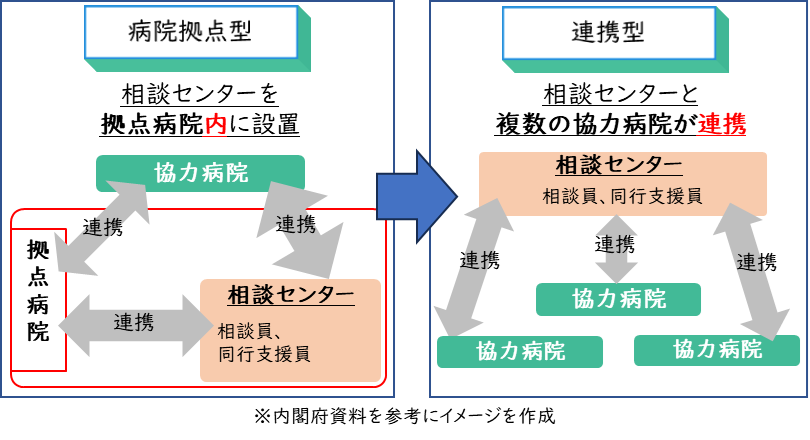 病院拠点型
相談センターを
拠点病院内に設置
協力病院
連携
連携
拠点病院
連携
相談センター
相談員、
同行支援員
連携型
相談センターと
複数の協力病院が連携
相談センター
相談員、同行支援員
連携
連携
連携
協力病院
協力病院
協力病院
※内閣府資料を参考にイメージを作成